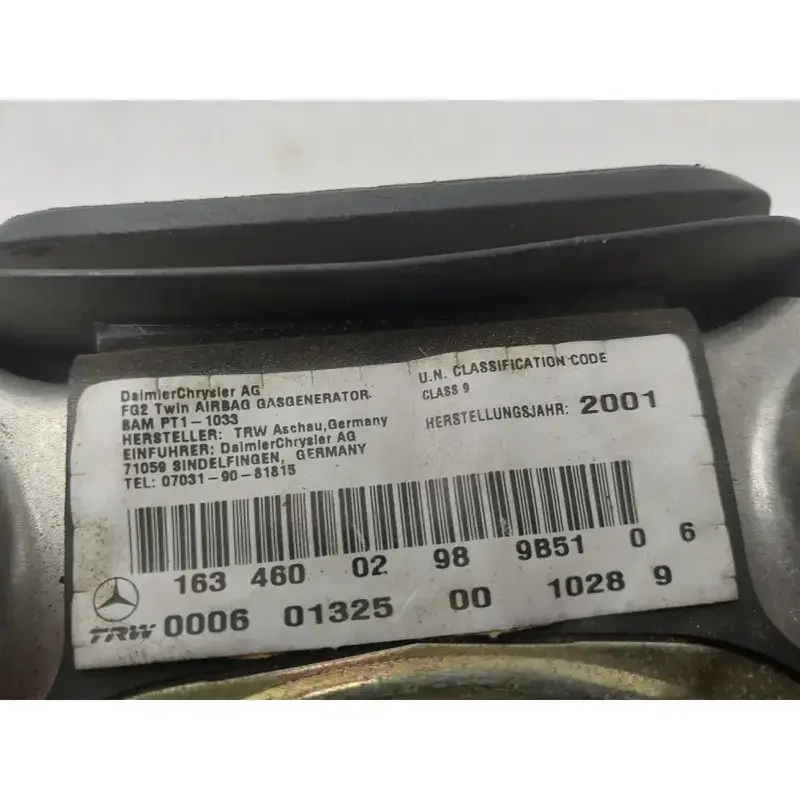 DaimlerChrysler AG
FG2 Twin AIRBAG GASGENERATOR
BAM PT1-1033
HERSTELLER: TRW Aschau,Germany
EINFUHRER: DaimlerChrysler AG
71059 SINDELFINGEN, GERMANY
TEL: 07031-90-81815
U.N. CLASSIFICATION CODE
CLASS 9
HERSTELLUNGSJAHR: 2001
163 460 02 98 9B51 0 6
TRW 0006 01325 00 1028 9